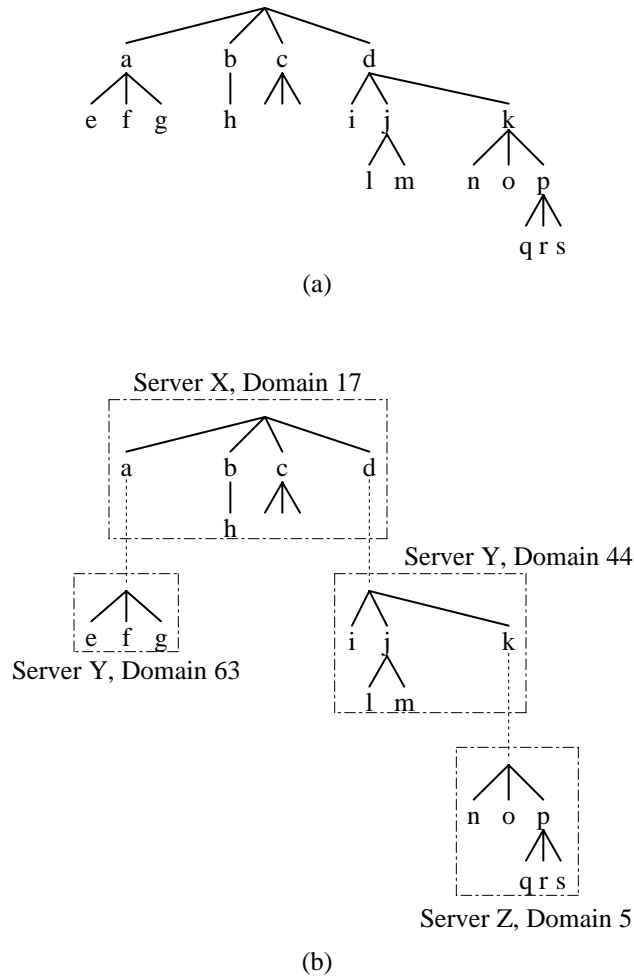 a b c d
e f g h i j k
l m n o p
q r s
(a)
Server X, Domain 17
a b c d
h
Server Y, Domain 44
e f g i j k
Server Y, Domain 63
l m
n o p
q r s
Server Z, Domain 5
(b)